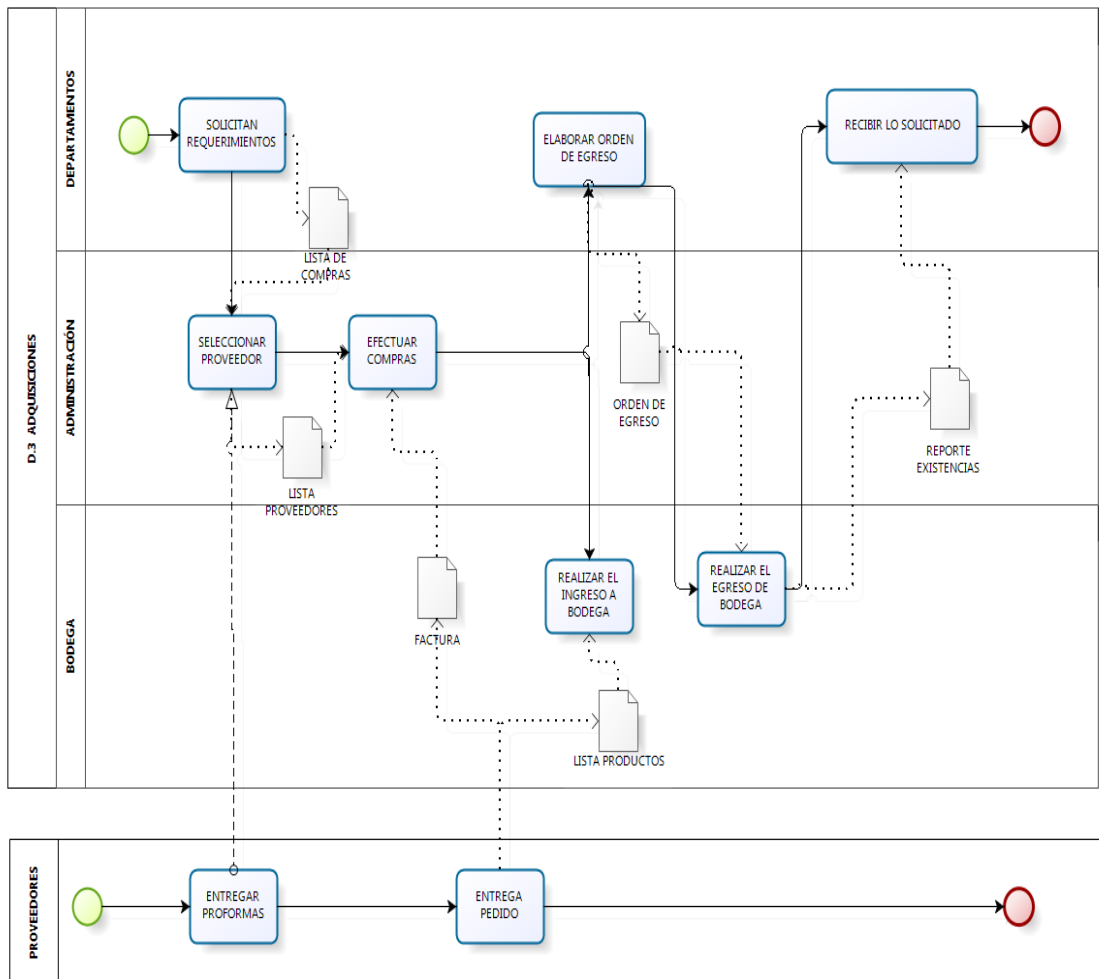 D.3 ADQUISICIONES
DEPARTAMENTOS
SOLICITAN
REQUERIMIENTOS
LISTA DE
COMPRAS
ELABORAR ORDEN
DE EGRESO
RECIBIR LO SOLICITADO
ADMINISTRACIÓN
SELECCIONAR
PROVEEDOR
EFECTUAR
COMPRAS
LISTA
PROVEEDORES
ORDEN DE
EGRESO
REPORTE
EXISTENCIAS
BODEGA
FACTURA
REALIZAR EL
INGRESO A
BODEGA
REALIZAR EL
EGRESO DE
BODEGA
LISTA PRODUCTOS
PROVEEDORES
ENTREGAR
PROFORMAS
ENTREGA
PEDIDO